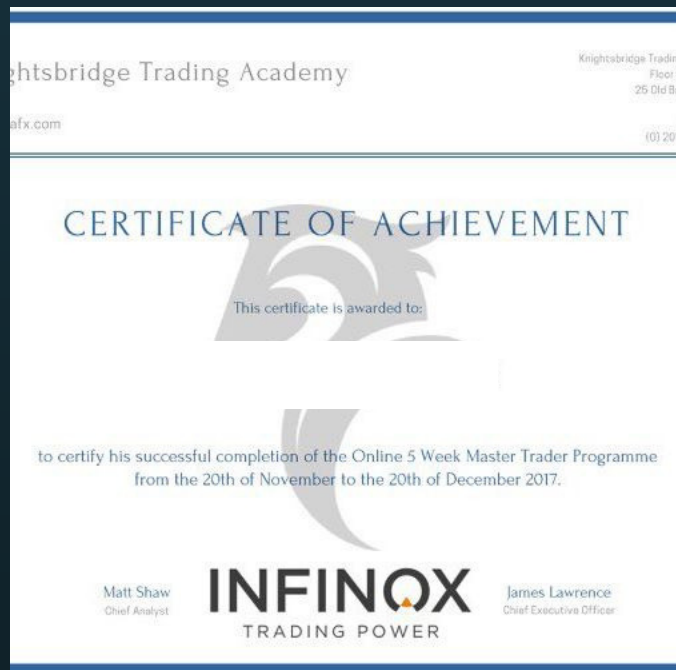 ghtsbridge Trading Academy
Knightsbridge
Floor
25 Old
afx.com
(0) 20
CERTIFICATE OF ACHIEVEMENT
This certificate is awarded to:
to certify his successful completion of the Online 5 Week Master Trader Programme
from the 20th of November to the 20th of December 2017.
Matt Shaw
Chief Analyst
INFINOX
TRADING POWER
James Lawrence
Chief Executive Officer